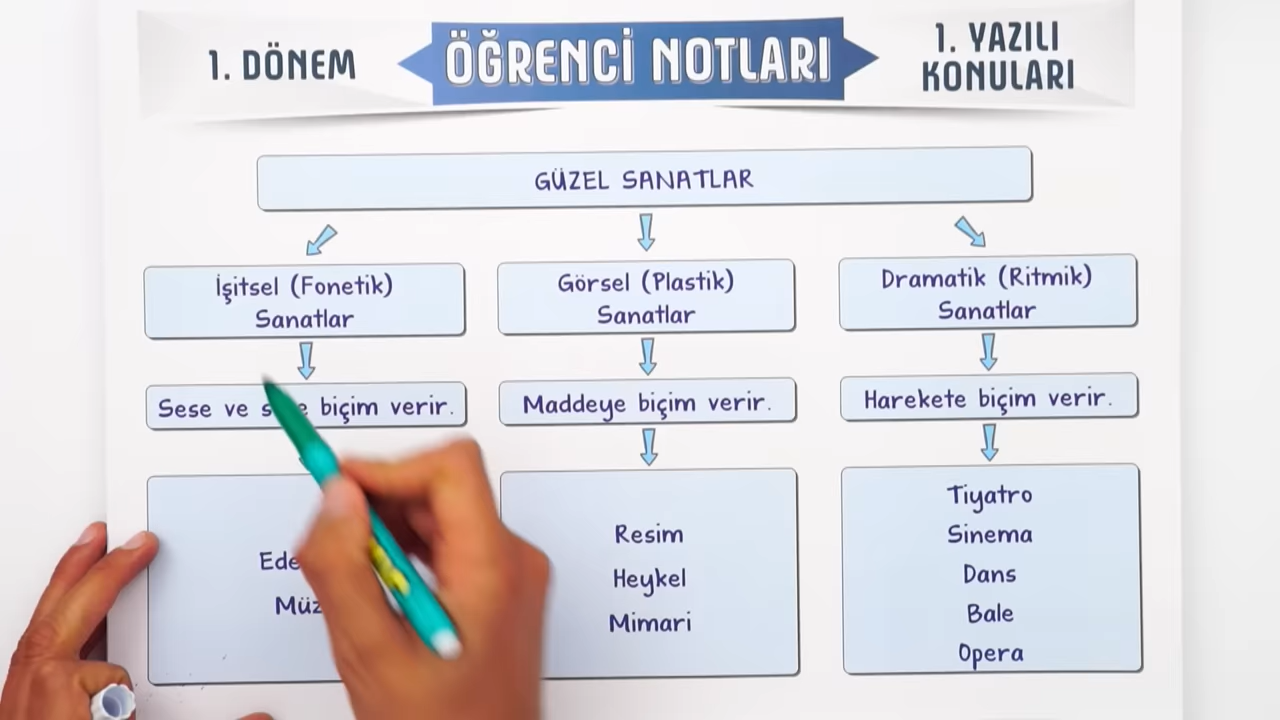 1. DÖNEM
ÖĞRENCİ NOTLARI
1. YAZILI
KONULARI
GÜZEL SANATLAR
İşitsel (Fonetik)
Sanatlar
Sese ve biçim verir.
Görsel (Plastik)
Sanatlar
Maddeye biçim verir.
Resim
Heykel
Mimari
Dramatik (Ritmik)
Sanatlar
Harekete biçim verir.
Tiyatro
Sinema
Dans
Bale
Opera